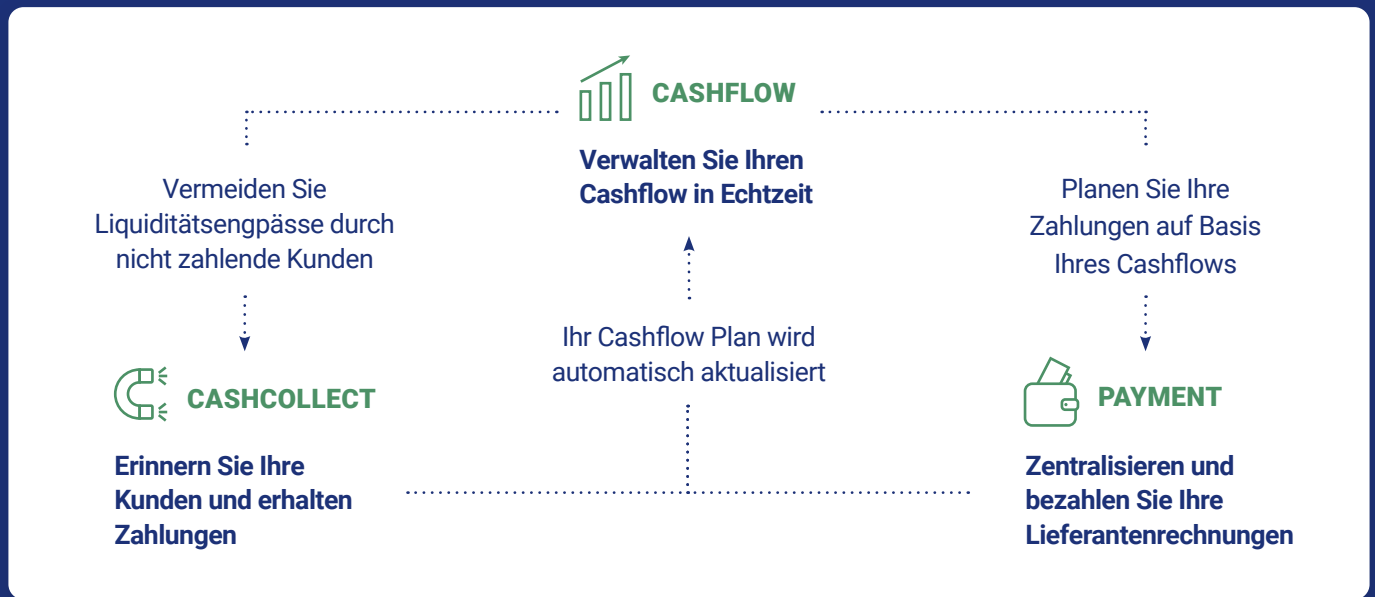 CASHFLOW
Verwalten Sie Ihren
Cashflow in Echtzeit
Vermeiden Sie
Liquiditätsengpässe durch
nicht zahlende Kunden
Planen Sie Ihre
Zahlungen auf Basis
Ihres Cashflows
Ihr Cashflow Plan wird
automatisch aktualisiert
CASHCOLLECT
Erinnern Sie Ihre
Kunden und erhalten
Zahlungen
PAYMENT
Zentralisieren und
bezahlen Sie Ihre
Lieferantenrechnungen